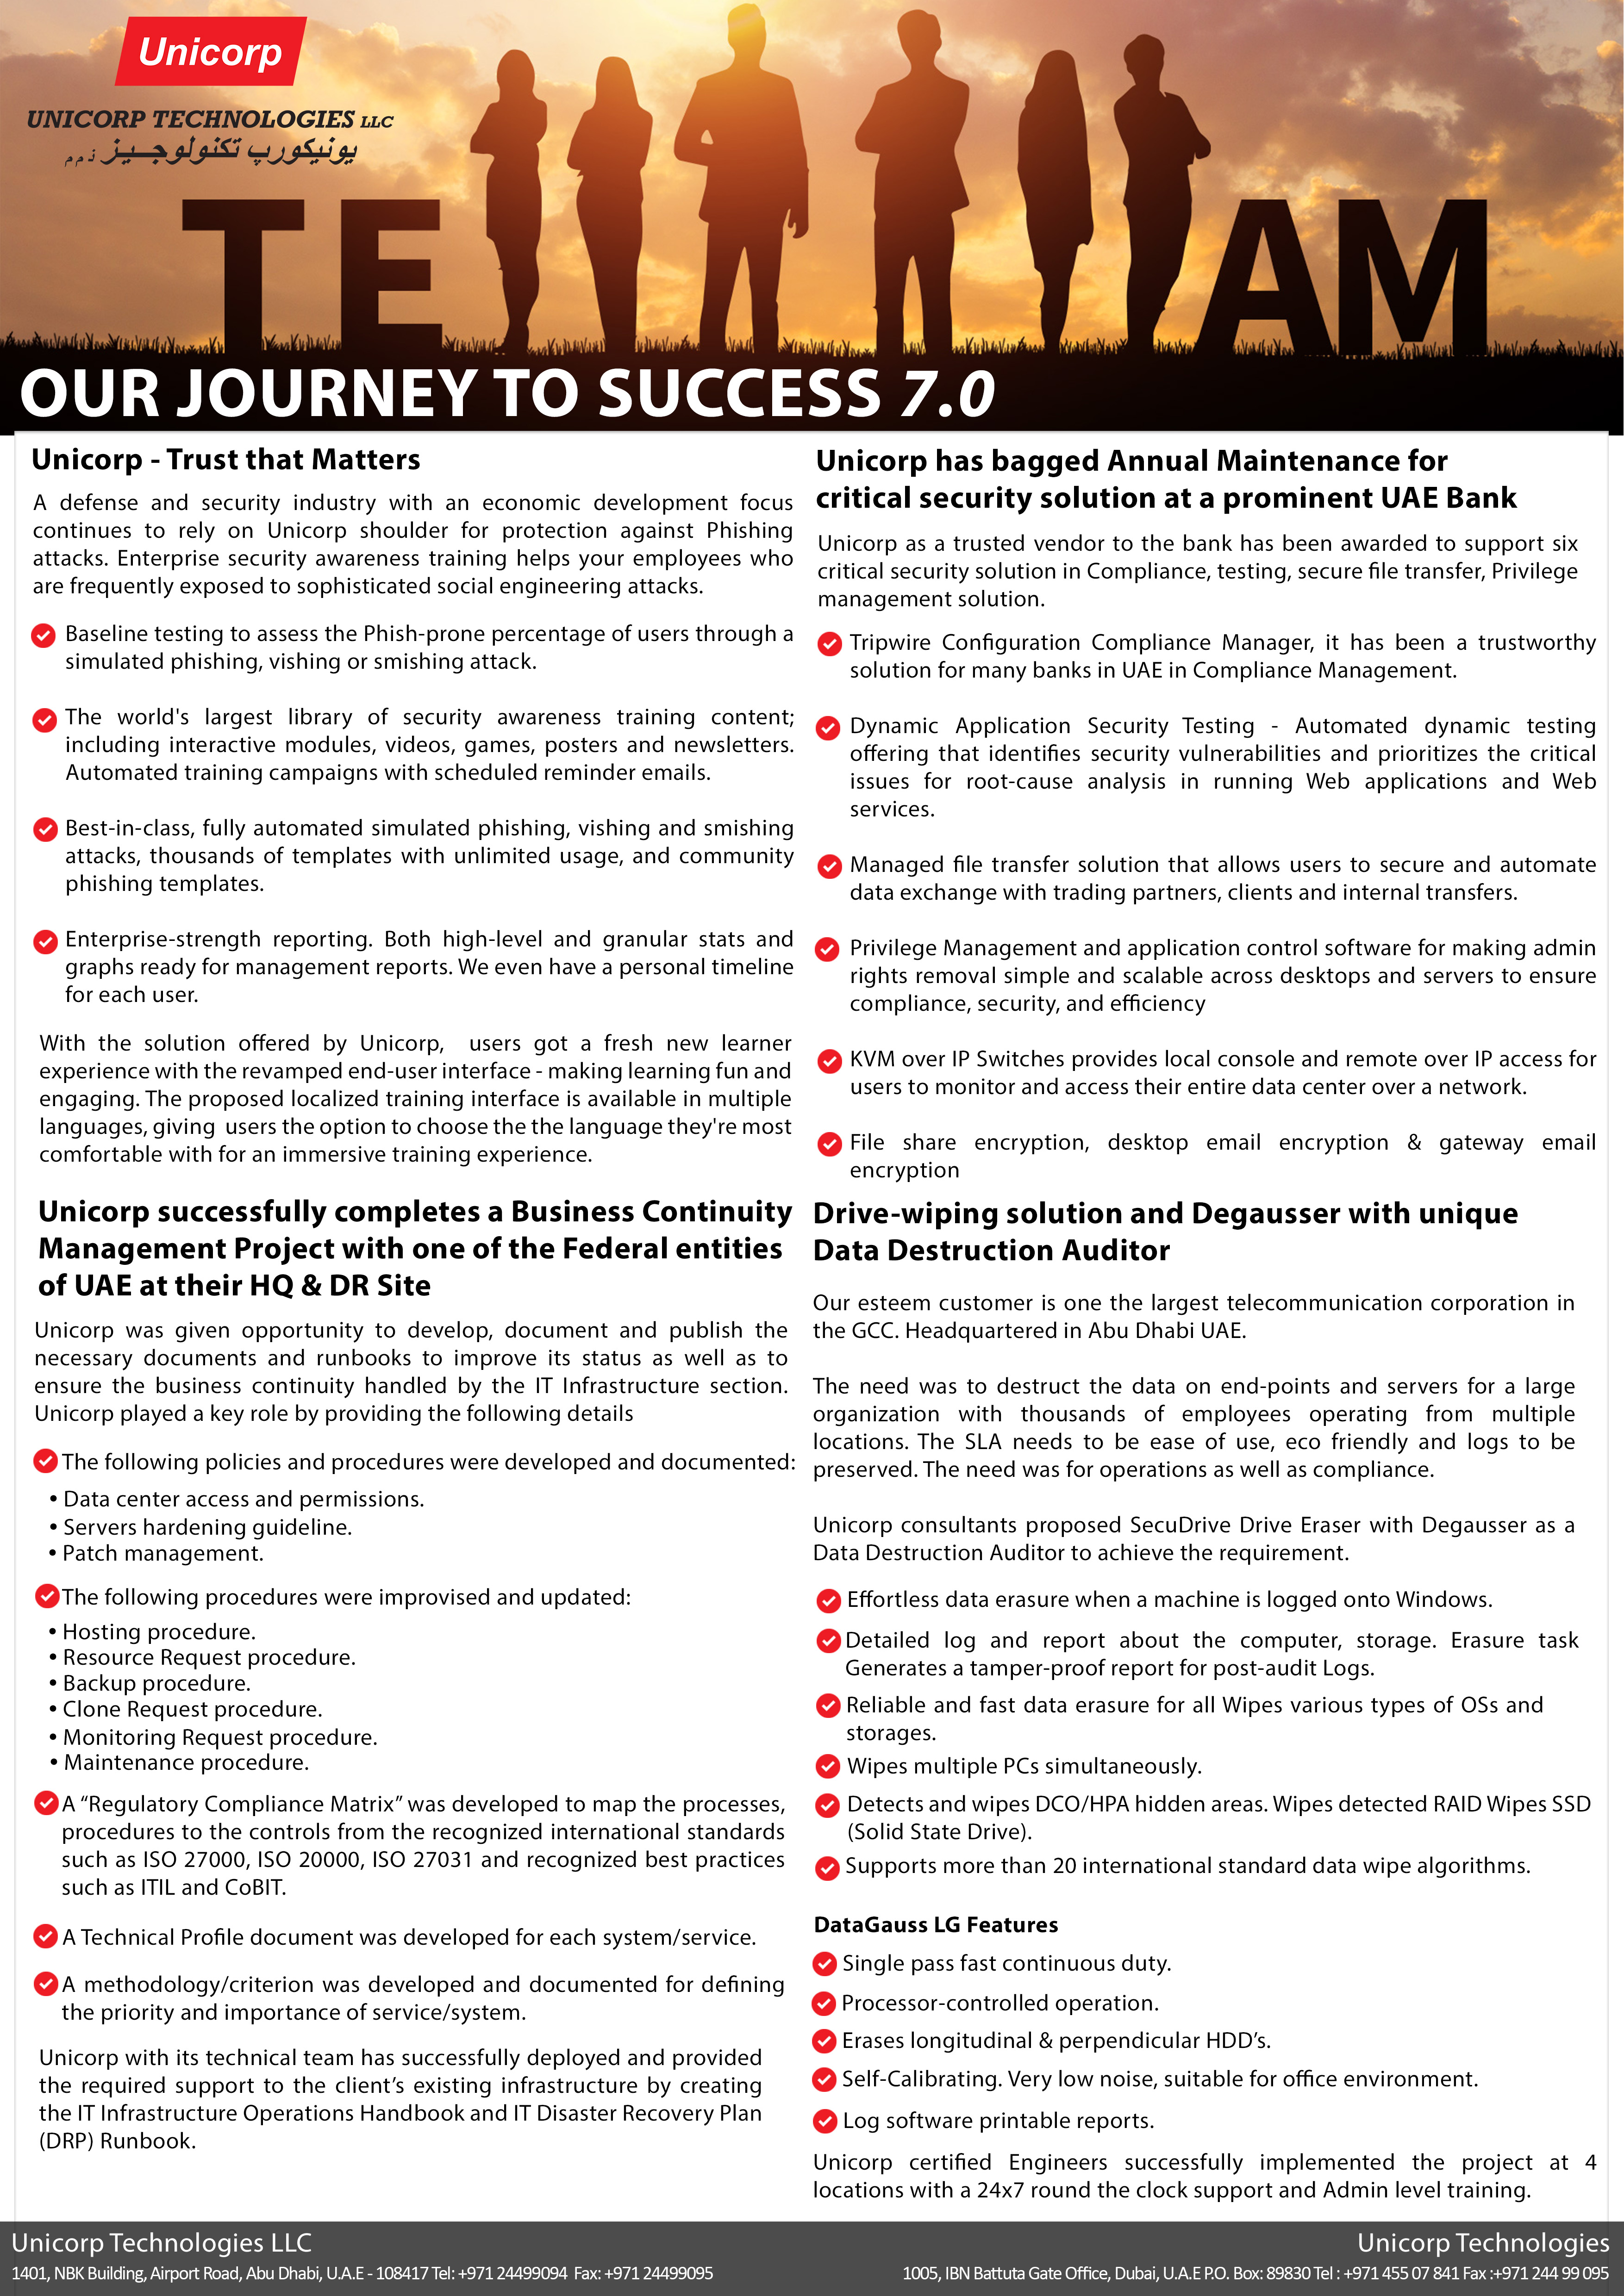 Unicorp
UNICORP TECHNOLOGIES LLC
يونيكورپ تكنولوجيز ذ م م
TE AM
OUR JOURNEY TO SUCCESS 7.0
Unicorp - Trust that Matters
A defense and security industry with an economic development focus
continues to rely on Unicorp shoulder for protection against Phishing
attacks. Enterprise security awareness training helps your employees who
are frequently exposed to sophisticated social engineering attacks.
Baseline testing to assess the Phish-prone percentage of users through a
simulated phishing, vishing or smishing attack.
The world's largest library of security awareness training content;
including interactive modules, videos, games, posters and newsletters.
Automated training campaigns with scheduled reminder emails.
Best-in-class, fully automated simulated phishing, vishing and smishing
attacks, thousands of templates with unlimited usage, and community
phishing templates.
Enterprise-strength reporting. Both high-level and granular stats and
graphs ready for management reports. We even have a personal timeline
for each user.
With the solution offered by Unicorp, users got a fresh new learner
experience with the revamped end-user interface - making learning fun and
engaging. The proposed localized training interface is available in multiple
languages, giving users the option to choose the the language they're most
comfortable with for an immersive training experience.
Unicorp successfully completes a Business Continuity
Management Project with one of the Federal entities
of UAE at their HQ & DR Site
Unicorp was given opportunity to develop, document and publish the
necessary documents and runbooks to improve its status as well as to
ensure the business continuity handled by the IT Infrastructure section.
Unicorp played a key role by providing the following details
The following policies and procedures were developed and documented:
• Data center access and permissions.
• Servers hardening guideline.
• Patch management.
The following procedures were improvised and updated:
• Hosting procedure.
• Resource Request procedure.
• Backup procedure.
• Clone Request procedure.
• Monitoring Request procedure.
• Maintenance procedure.
A “Regulatory Compliance Matrix” was developed to map the processes,
procedures to the controls from the recognized international standards
such as ISO 27000, ISO 20000, ISO 27031 and recognized best practices
such as ITIL and CoBIT.
A Technical Profile document was developed for each system/service.
A methodology/criterion was developed and documented for defining
the priority and importance of service/system.
Unicorp with its technical team has successfully deployed and provided
the required support to the client’s existing infrastructure by creating
the IT Infrastructure Operations Handbook and IT Disaster Recovery Plan
(DRP) Runbook.
Unicorp has bagged Annual Maintenance for
critical security solution at a prominent UAE Bank
Unicorp as a trusted vendor to the bank has been awarded to support six
critical security solution in Compliance, testing, secure file transfer, Privilege
management solution.
Tripwire Configuration Compliance Manager, it has been a trustworthy
solution for many banks in UAE in Compliance Management.
Dynamic Application Security Testing - Automated dynamic testing
offering that identifies security vulnerabilities and prioritizes the critical
issues for root-cause analysis in running Web applications and Web
services.
Managed file transfer solution that allows users to secure and automate
data exchange with trading partners, clients and internal transfers.
Privilege Management and application control software for making admin
rights removal simple and scalable across desktops and servers to ensure
compliance, security, and efficiency
KVM over IP Switches provides local console and remote over IP access for
users to monitor and access their entire data center over a network.
File share encryption, desktop email encryption & gateway email
encryption
Drive-wiping solution and Degausser with unique
Data Destruction Auditor
Our esteem customer is one the largest telecommunication corporation in
the GCC. Headquartered in Abu Dhabi UAE.
The need was to destruct the data on end-points and servers for a large
organization with thousands of employees operating from multiple
locations. The SLA needs to be ease of use, eco friendly and logs to be
preserved. The need was for operations as well as compliance.
Unicorp consultants proposed SecuDrive Drive Eraser with Degausser as a
Data Destruction Auditor to achieve the requirement.
Effortless data erasure when a machine is logged onto Windows.
Detailed log and report about the computer, storage. Erasure task
Generates a tamper-proof report for post-audit Logs.
Reliable and fast data erasure for all Wipes various types of OSs and
storages.
Wipes multiple PCs simultaneously.
Detects and wipes DCO/HPA hidden areas. Wipes detected RAID Wipes SSD
(Solid State Drive).
Supports more than 20 international standard data wipe algorithms.
DataGauss LG Features
Single pass fast continuous duty.
Processor-controlled operation.
Erases longitudinal & perpendicular HDD’s.
Self-Calibrating. Very low noise, suitable for office environment.
Log software printable reports.
Unicorp certified Engineers successfully implemented the project at 4
locations with a 24x7 round the clock support and Admin level training.
Unicorp Technologies LLC
1401, NBK Building, Airport Road, Abu Dhabi, U.A.E - 108417 Tel: +971 24499094 Fax: +971 24499095
Unicorp Technologies
1005, IBN Battuta Gate Office, Dubai, U.A.E P.O. Box: 89830 Tel : +971 455 07 841 Fax :+971 244 99 095